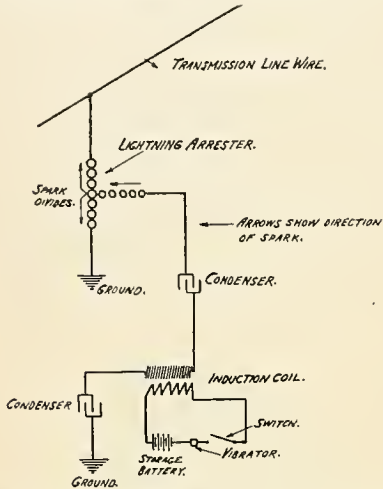 TRANSMISSION LINE WIRE.
LIGHTNING ARRESTER.
SPARK
DIVIDES.
ARROWS SHOW DIRECTION
OF SPARK.
GROUND.
CONDENSER.
INDUCTION COIL.
CONDENSER
SWITCH.
STORAGE
BATTERY.
VIBRATOR.
GROUND.